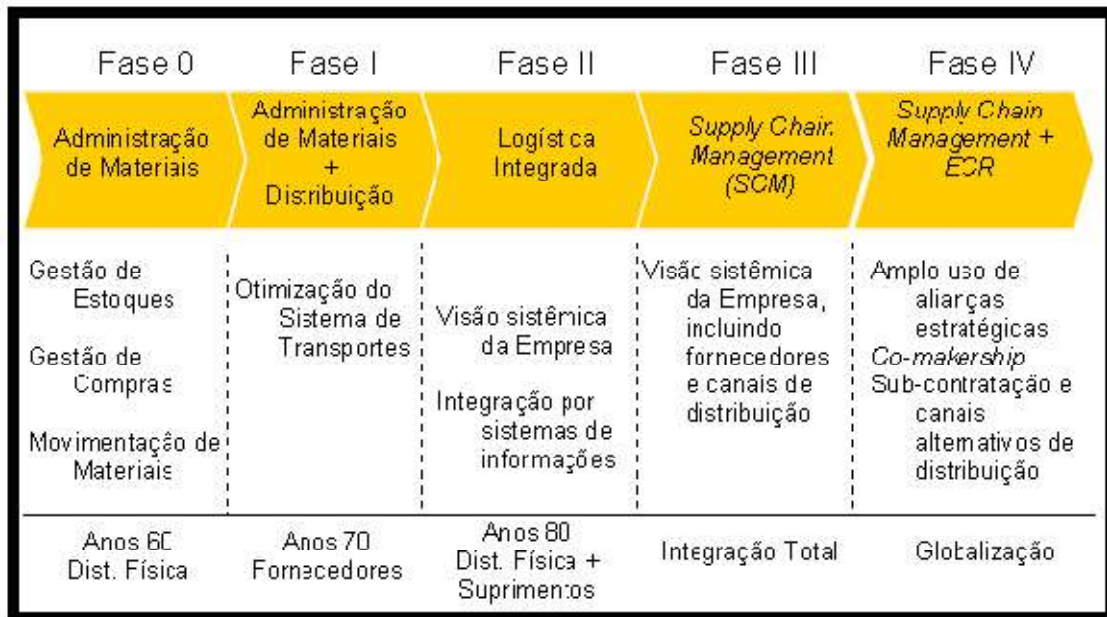 Fase 0
Fase I
Fase II
Fase III
Fase IV
Administração
de Materiais
Administração
de Materiais
+
Distribuição
Logística
Integrada
Supply Chain
Management
(SCM)
Supply Chain
Management +
ECR
Gestão de
Estoques
Gestão de
Compras
Movimentação de
Materiais
Otimização do
Sistema de
Transportes
Visão sistêmica
da Empresa
Integração por
sistemas de
informações
Visão sistêmica
da Empresa,
incluindo
fornecedores
e canais de
distribuição
Amplo uso de
alianças
estratégicas
Co-makership
Sub-contratação e
canais
alternativos de
distribuição
Anos 60
Dist. Física
Anos 70
Fornecedores
Anos 80
Dist. Física +
Suprimentos
Integração Total
Globalização